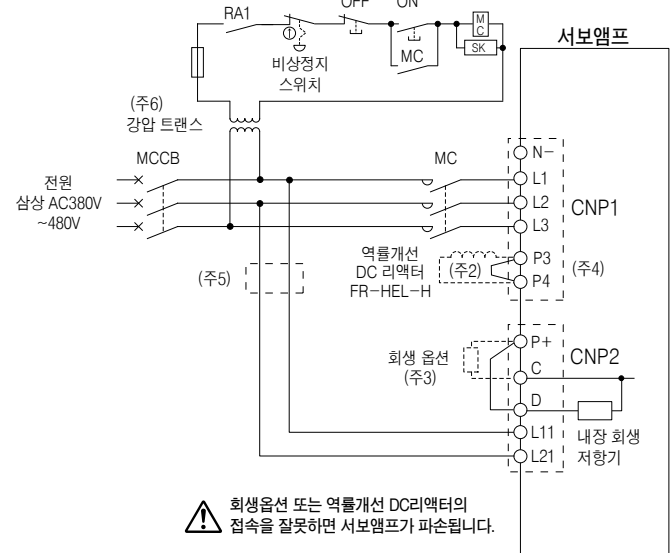 RA1
OFF
ON
MC
SK
비상정지
스위치
MC
서보앰프
(주6)
강압 트랜스
MCCB
MC
전원
삼상 AC380V
~480V
N−
L1
L2
L3
CNP1
역률개선
DC 리액터
FR−HEL−H
(주2)
P3
P4
(주4)
(주5)
회생 옵션
(주3)
P+
C
D
CNP2
L11
L21
내장 회생
저항기
회생옵션 또는 역률개선 DC리액터의
접속을 잘못하면 서보앰프가 파손됩니다.